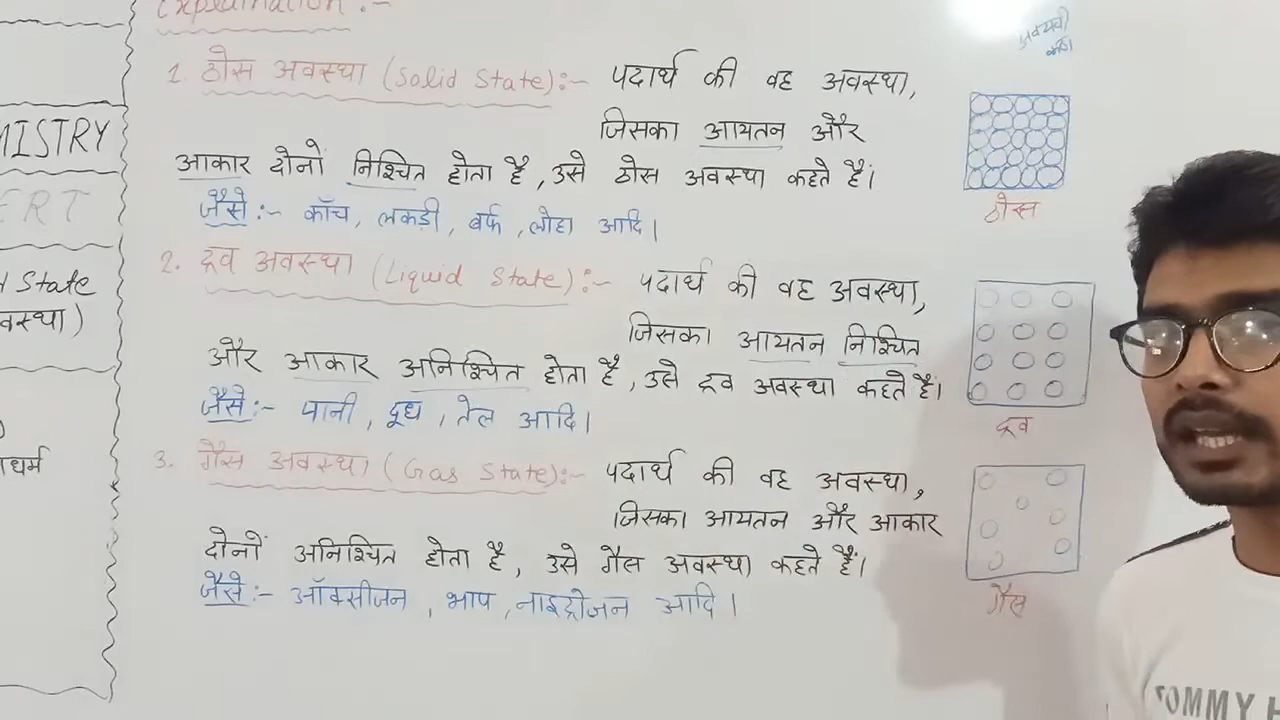 Explaination :-
1. ठोस अवस्था (Solid State):- पदार्थ की वह अवस्था,
जिसका आयतन और
आकार दोनों निश्चित होता है, उसे ठोस अवस्था कहते है।
जैसे:- काँच, लकड़ी, बर्फ, लोहा आदि।
2. द्रव अवस्था (Liquid State):- पदार्थ की वह अवस्था,
जिसका आयतन निश्चित
और आकार अनिश्चित होता है, उसे द्रव अवस्था कहते है।
जैसे:- पानी, दूध, तेल आदि।
3. गैस अवस्था (Gas State):- पदार्थ की वह अवस्था,
जिसका आयतन और आकार
दोनों अनिश्चित होता है, उसे गैस अवस्था कहते हैं।
जैसे:- ऑक्सीजन, भाप, नाइट्रोजन आदि।
ठोस
द्रव
गैस
MISTRY
ERT
State
वस्था)
धर्म
TOMMY H